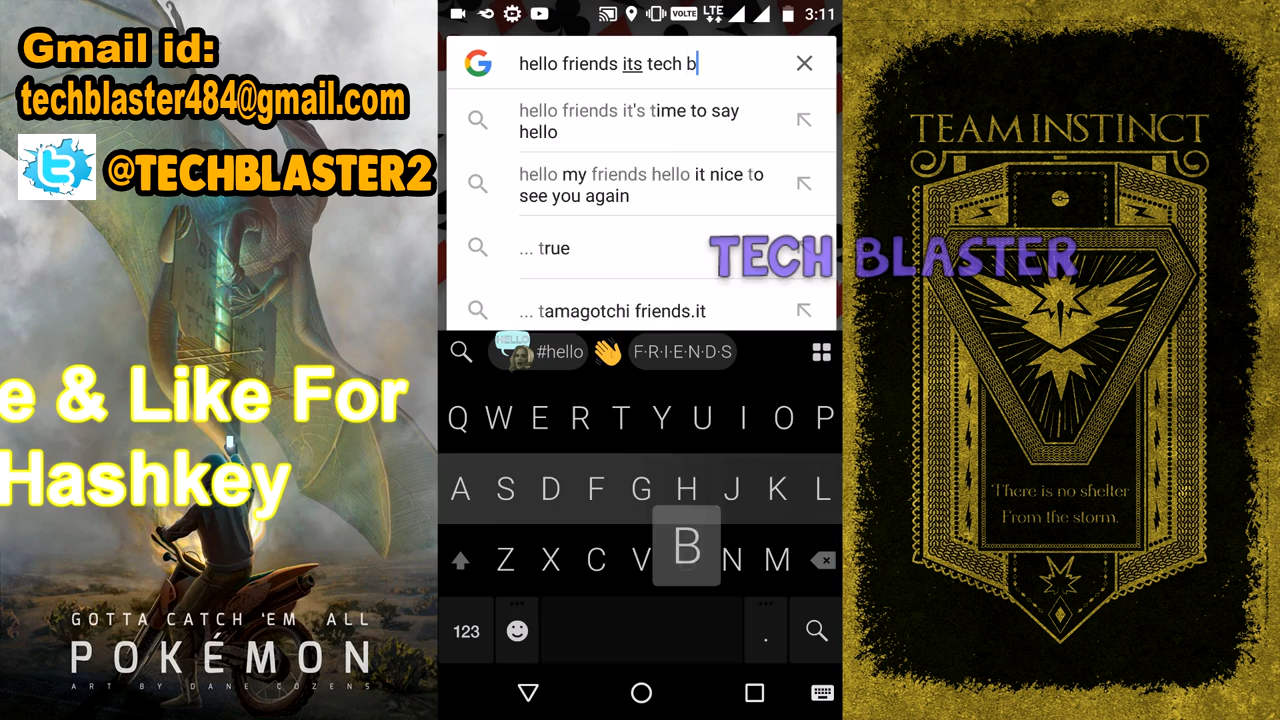 Gmail id:
techblaster484@gmail.com
@TECHBLASTER2
e & Like For
Hashkey
GOTTA CATCH 'EM ALL
POKÉMON
ART BY DANE COZENS
VOLTE LTE 3:11
hello friends its tech b
hello friends it's time to say
hello
hello my friends hello it nice to
see you again
... true
... tamagotchi friends.it
TECH BLASTER
HELLO #hello F·R·I·E·N·D·S
Q W E R T Y U I O P
A S D F G H J K L
Z X C V B N M
123 .
TEAM INSTINCT
There is no shelter
From the storm.